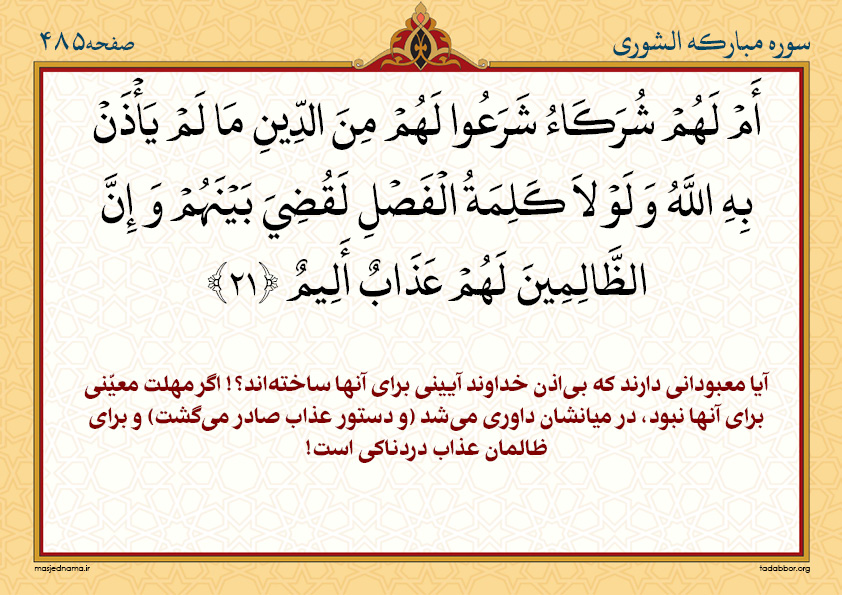 سوره مبارکه الشوری
صفحه۴۸۵
أَمْ لَهُمْ شُرَكَاءُ شَرَعُوا لَهُمْ مِنَ الدِّينِ مَا لَمْ يَأْذَنْ
بِهِ اللَّهُ وَ لَوْ لاَ كَلِمَةُ الْفَصْلِ لَقُضِيَ بَيْنَهُمْ وَ إِنَّ
الظَّالِمِينَ لَهُمْ عَذَابٌ أَلِيمٌ ﴿۲۱﴾
آیا معبودانی دارند که بی‌اذن خداوند آیینی برای آنها ساخته‌اند؟! اگر مهلت معیّنی
برای آنها نبود، در میانشان داوری می‌شد (و دستور عذاب صادر می‌گشت) و برای
ظالمان عذاب دردناکی است!
masjednama.ir
tadabbor.org